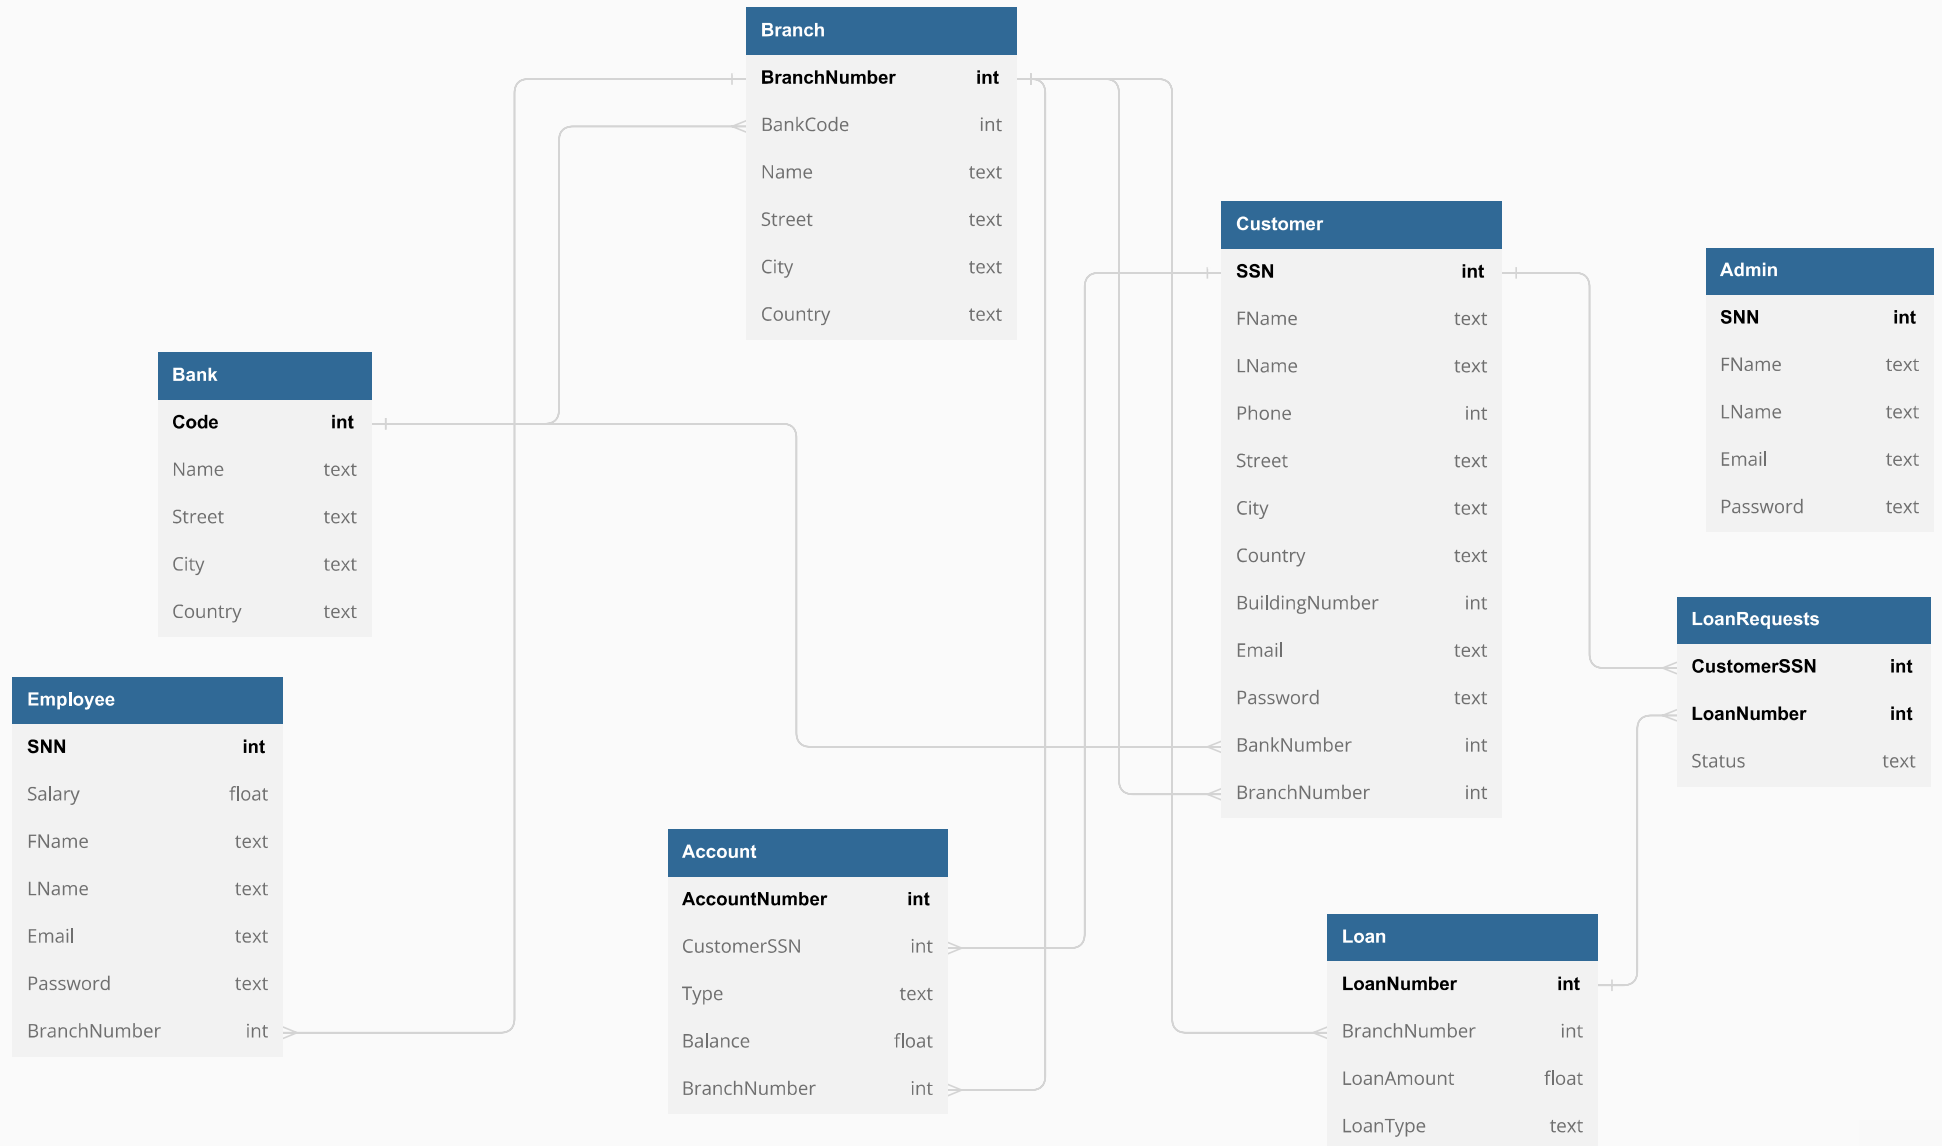 Branch
BranchNumber int
BankCode int
Name text
Street text
City text
Country text
Customer
SSN int
FName text
LName text
Phone int
Street text
City text
Country text
BuildingNumber int
Email text
Password text
BankNumber int
BranchNumber int
Admin
SNN int
FName text
LName text
Email text
Password text
Bank
Code int
Name text
Street text
City text
Country text
LoanRequests
CustomerSSN int
LoanNumber int
Status text
Employee
SNN int
Salary float
FName text
LName text
Email text
Password text
BranchNumber int
Account
AccountNumber int
CustomerSSN int
Type text
Balance float
BranchNumber int
Loan
LoanNumber int
BranchNumber int
LoanAmount float
LoanType text